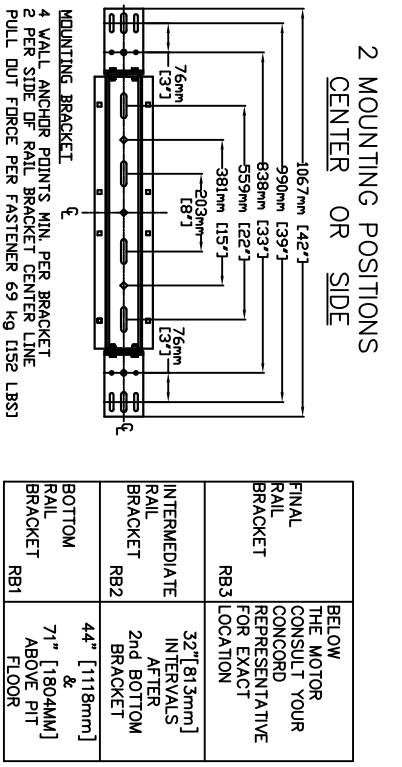 2 MOUNTING POSITIONS
CENTER OR SIDE
1067mm [42"]
990mm [39"]
838mm [33"]
559mm [22"]
381mm [15"]
203mm
[8"]
76mm
[3"]
76mm
[3"]
℄
℄
MOUNTING BRACKET
4 WALL ANCHOR POINTS MIN. PER BRACKET
2 PER SIDE OF RAIL BRACKET CENTER LINE
PULL OUT FORCE PER FASTENER 69 kg [152 LBS]
FINAL
RAIL
BRACKET RB3
BELOW
THE MOTOR
CONSULT YOUR
CONCORD
REPRESENTATIVE
FOR EXACT
LOCATION
INTERMEDIATE
RAIL
BRACKET RB2
32"[813mm]
INTERVALS
AFTER
2nd BOTTOM
BRACKET
BOTTOM
RAIL
BRACKET RB1
44" [1118mm]
&
71" [1804MM]
ABOVE PIT
FLOOR